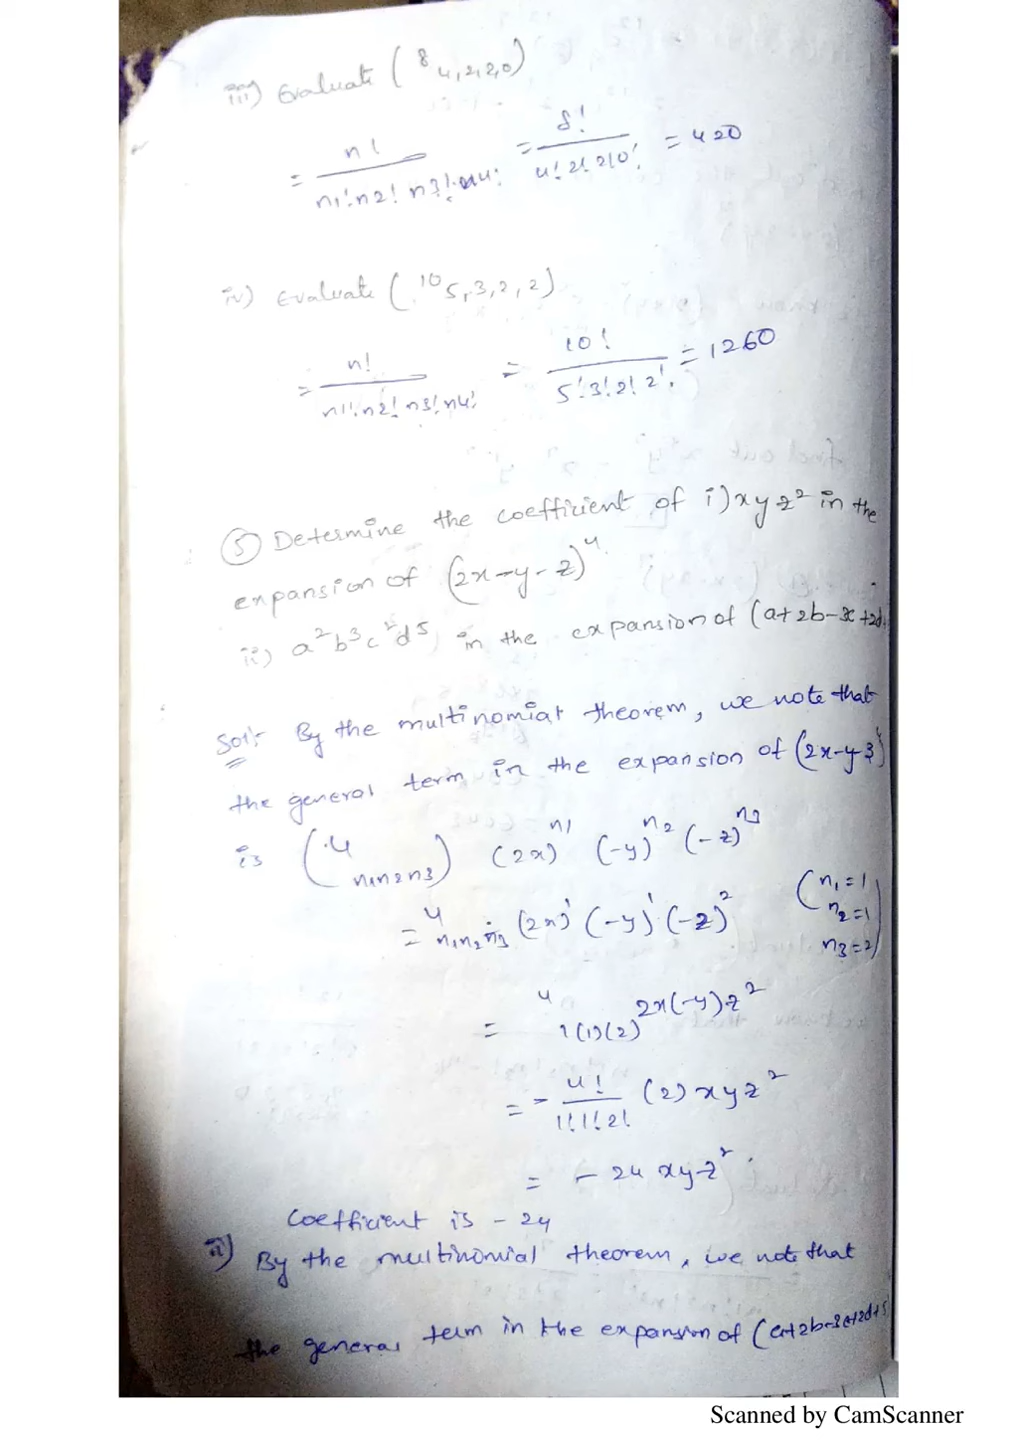 iii) Evaluate ( 8 4,2,2,0)
= n! / n1! n2! n3! n4! = 8! / 4! 2! 2! 0! = 420
iv) Evaluate ( 10 5,3,2,2)
= n! / n1! n2! n3! n4! = 10! / 5! 3! 2! 2! = 1260
(5) Determine the coefficient of i) xyz² in the
expansion of (2x-y-z)⁴
ii) a²b³c²d⁵ in the expansion of (a+2b-3c+2d
Sol:- By the multinomial theorem, we note that
the general term in the expansion of (2x-y-z)⁴
is (4 n1n2n3) (2x)ⁿ¹ (-y)ⁿ² (-z)ⁿ³
= 4 n1n2n3 (2x)¹ (-y)¹ (-z)² (n1=1
n2=1
n3=2)
= 4 1(1)(2) 2x(-y)z²
= - 4! / 1! 1! 2! (2) xyz²
= - 24 xyz²
Coefficient is - 24
ii) By the multinomial theorem, we note that
the general term in the expansion of (a+2b-3c+2d+5
Scanned by CamScanner